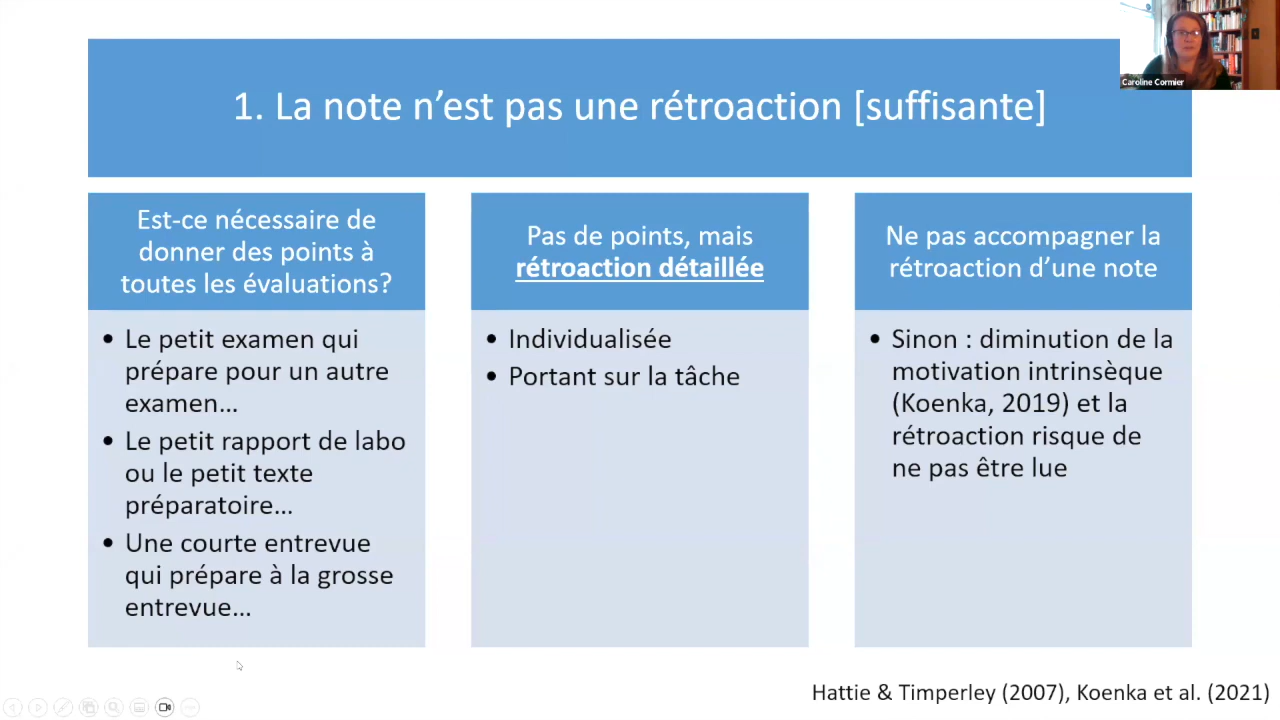 Caroline Cormier
1. La note n’est pas une rétroaction [suffisante]
Est-ce nécessaire de
donner des points à
toutes les évaluations?
• Le petit examen qui
prépare pour un autre
examen…
• Le petit rapport de labo
ou le petit texte
préparatoire…
• Une courte entrevue
qui prépare à la grosse
entrevue…
Pas de points, mais
rétroaction détaillée
• Individualisée
• Portant sur la tâche
Ne pas accompagner la
rétroaction d’une note
• Sinon : diminution de la
motivation intrinsèque
(Koenka, 2019) et la
rétroaction risque de
ne pas être lue
Hattie & Timperley (2007), Koenka et al. (2021)